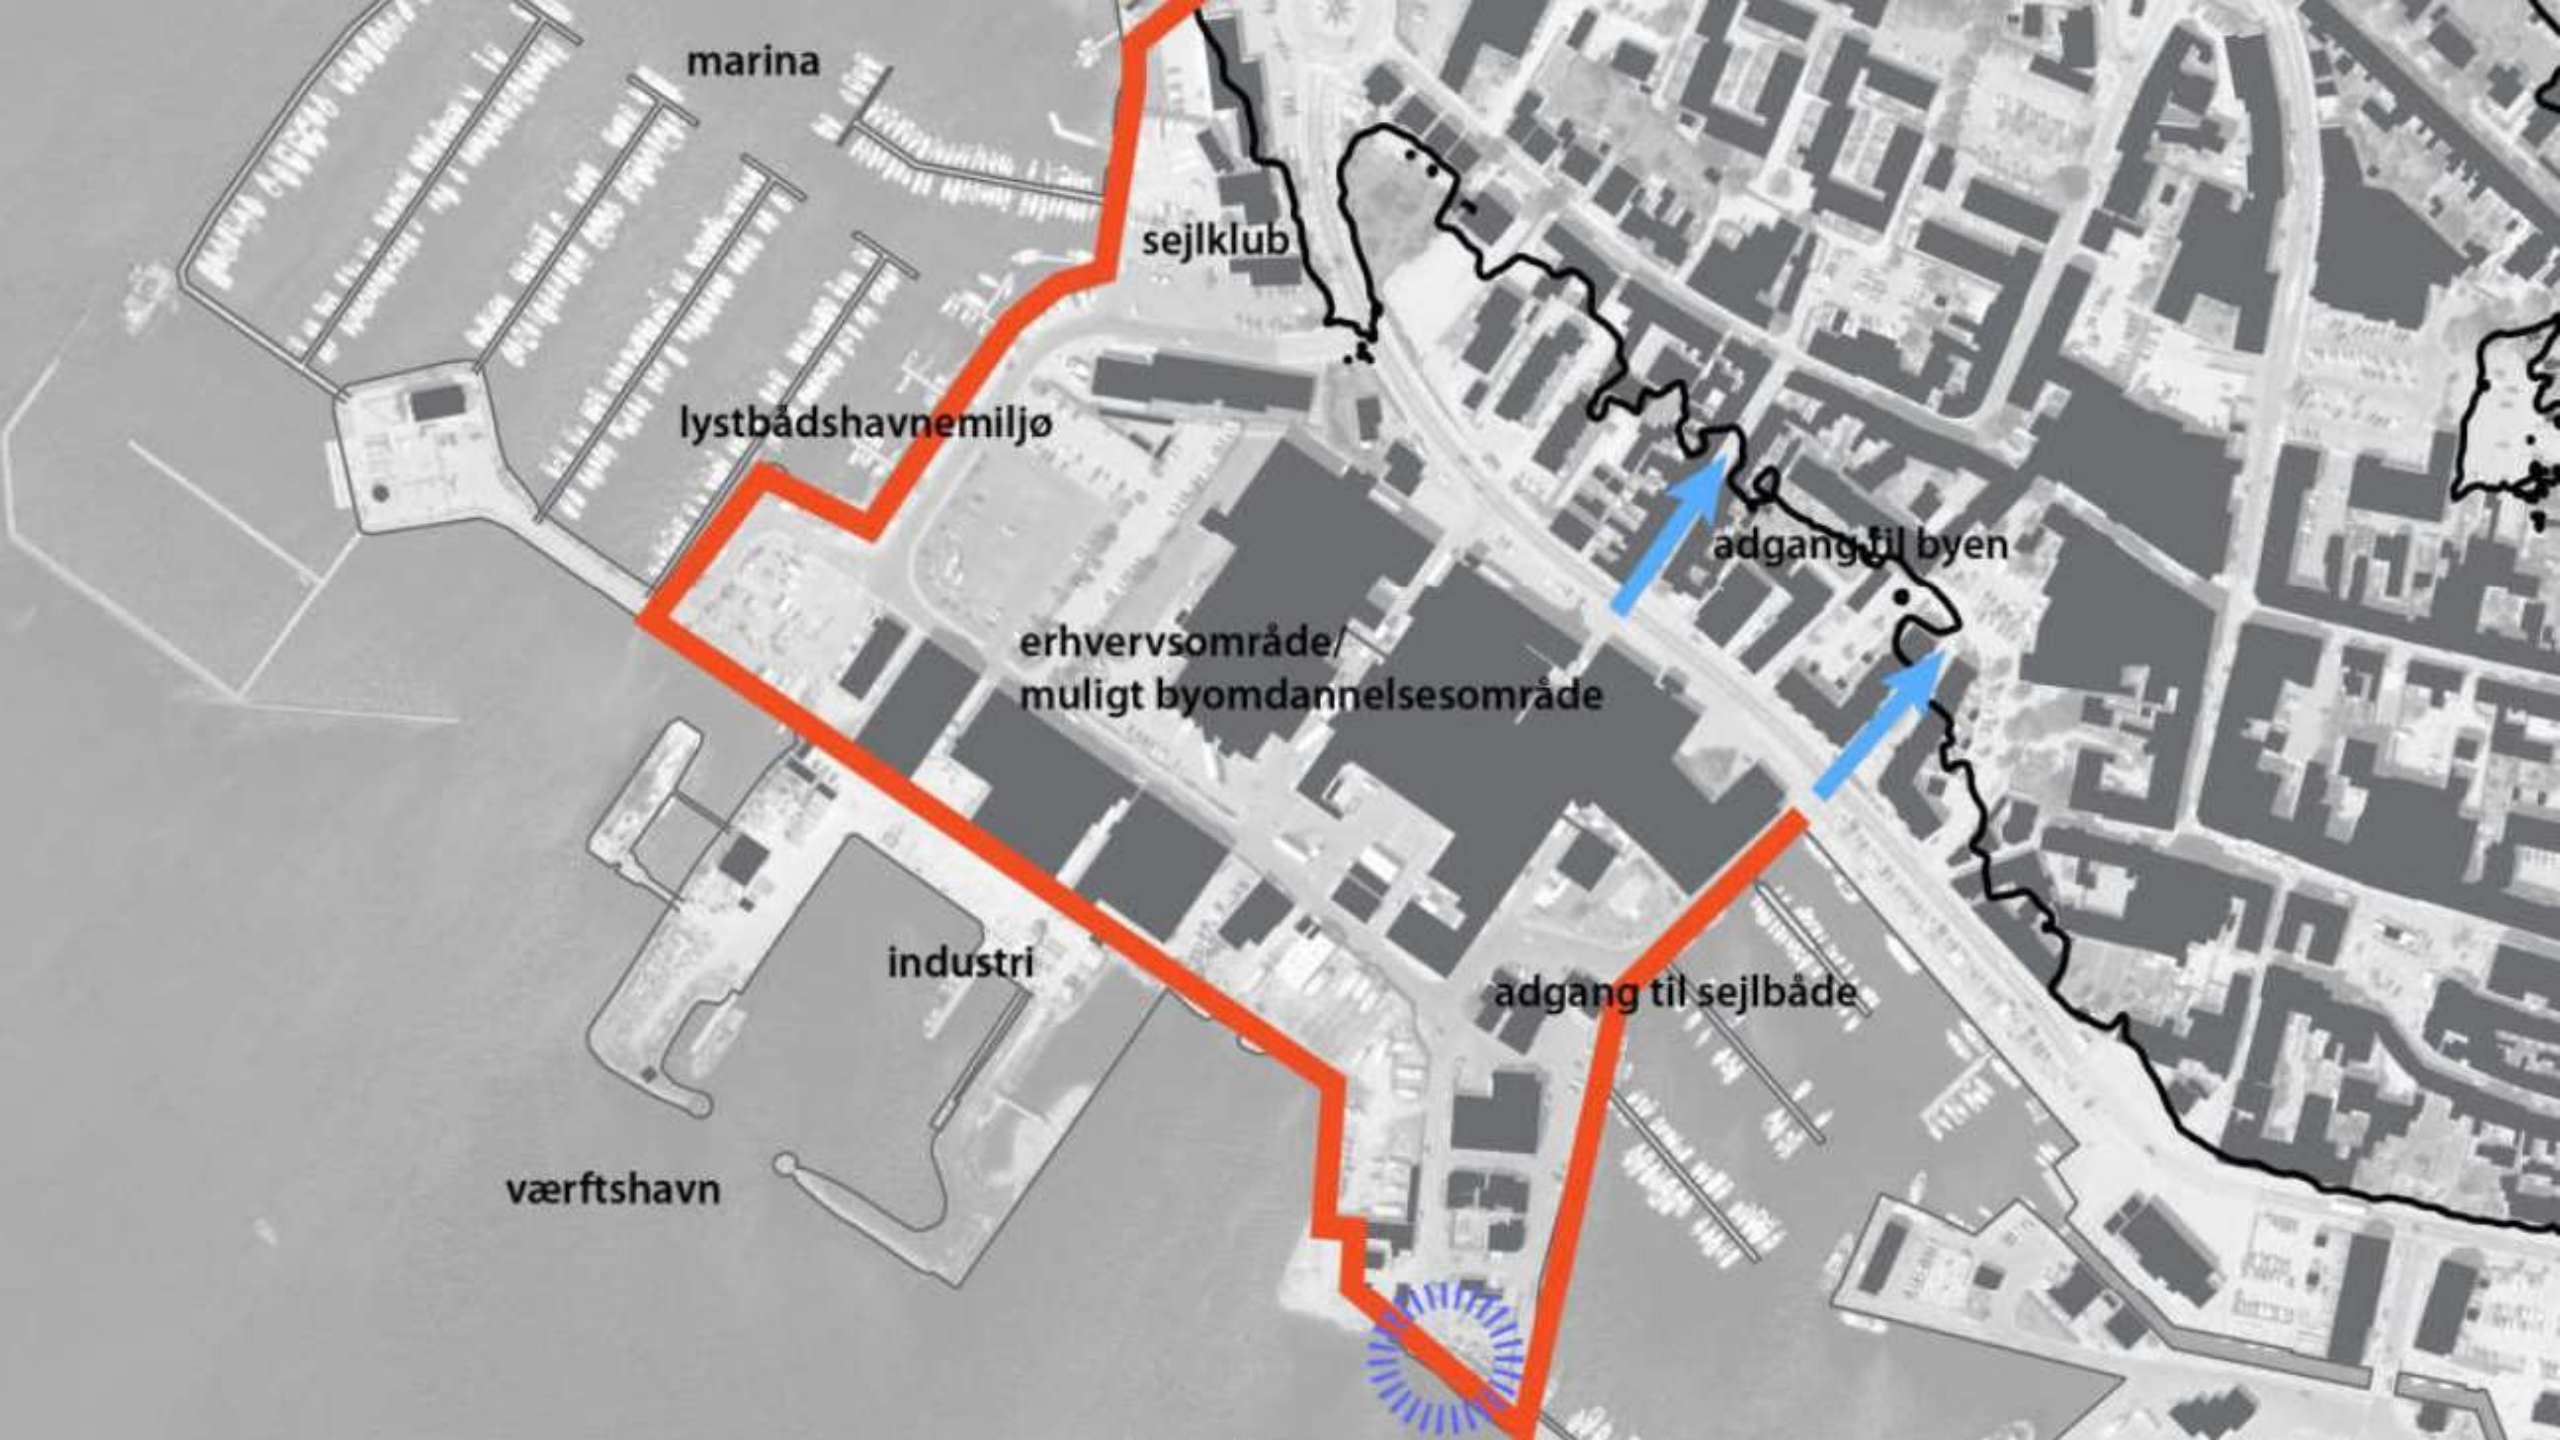 marina
sejlklub
lystbådshavnemiljø
adgang til byen
erhvervsområde/
muligt byomdannelsesområde
industri
adgang til sejlbåde
værftshavn